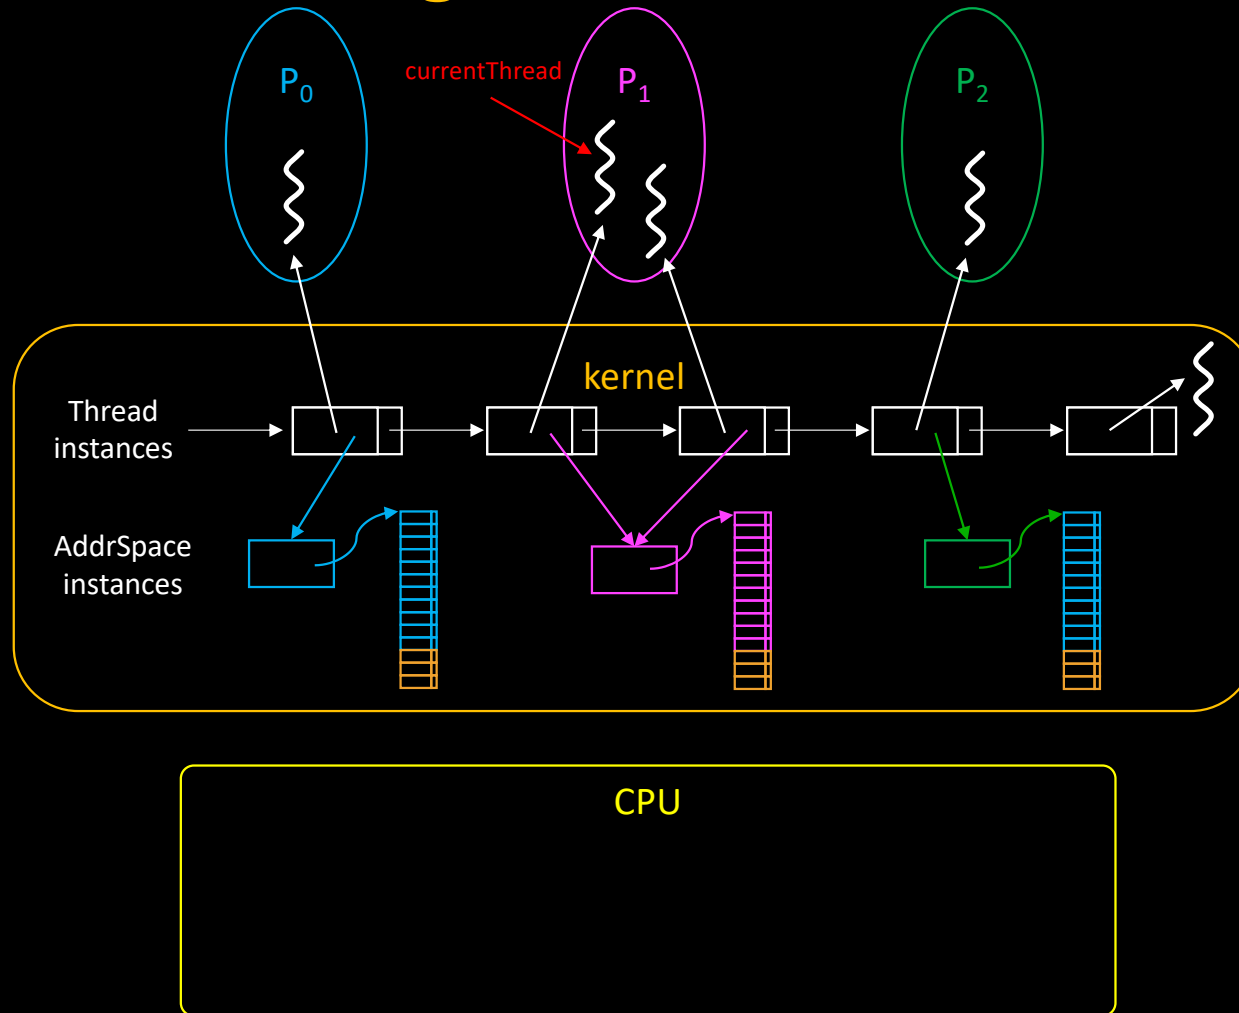 P0
currentThread
P1
P2
kernel
Thread
instances
AddrSpace
instances
CPU